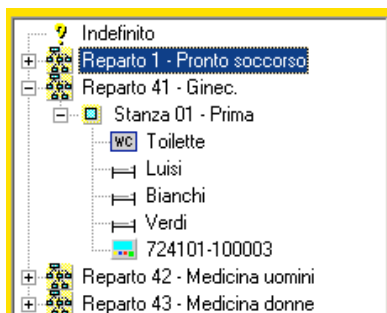 Indefinito
Reparto 1 - Pronto soccorso
Reparto 41 - Ginec.
Stanza 01 - Prima
WC Toilette
Luisi
Bianchi
Verdi
724101-100003
Reparto 42 - Medicina uomini
Reparto 43 - Medicina donne